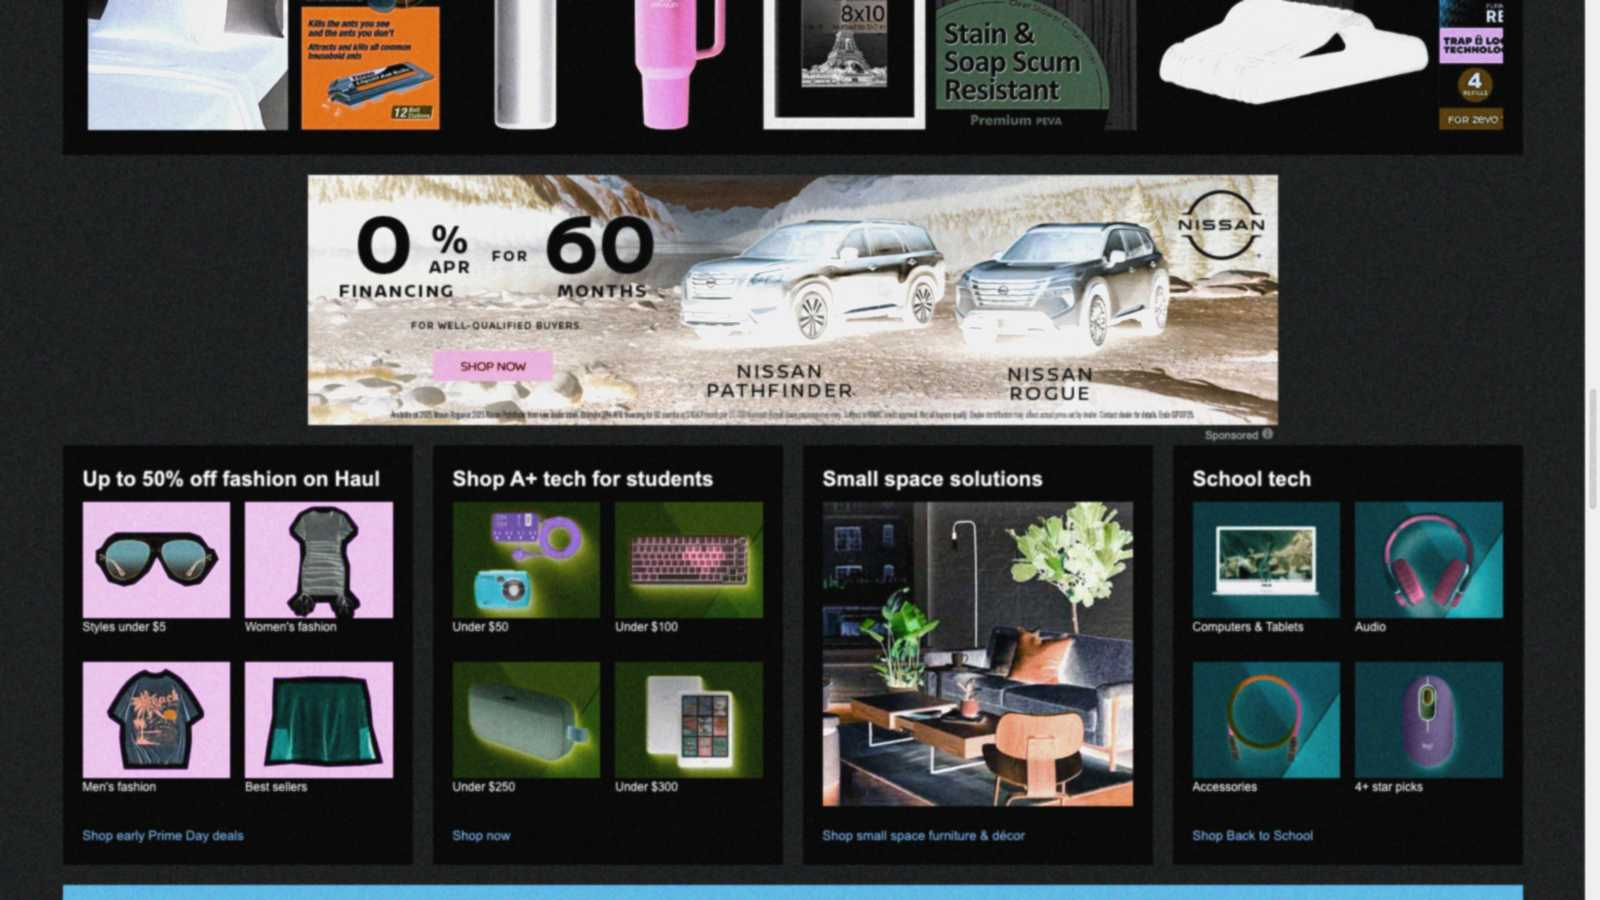 Kills the ants you see
and the ants you don't
Attracts and kills all common
household ants
12 Bait Stations
8x10
Stain &
Soap Scum
Resistant
Premium PEVA
TRAP & LO
TECHNOLO
4
REFILLS
FOR zevo
0 % APR FOR 60
FINANCING MONTHS
FOR WELL-QUALIFIED BUYERS
SHOP NOW
NISSAN
PATHFINDER
NISSAN
ROGUE
NISSAN
Sponsored
Up to 50% off fashion on Haul
Styles under $5
Women's fashion
Men's fashion
Best sellers
Shop early Prime Day deals
Shop A+ tech for students
Under $50
Under $100
Under $250
Under $300
Shop now
Small space solutions
Shop small space furniture & décor
School tech
Computers & Tablets
Audio
Accessories
4+ star picks
Shop Back to School